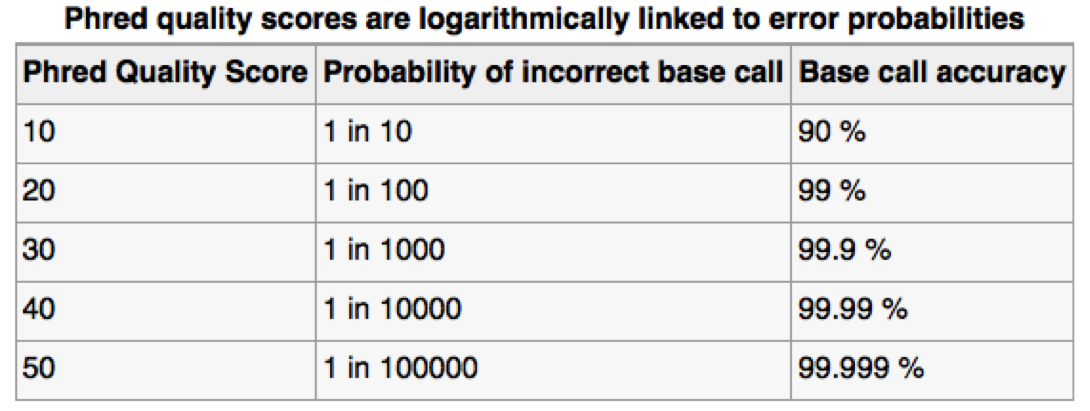 Phred quality scores are logarithmically linked to error probabilities
Phred Quality Score Probability of incorrect base call Base call accuracy
10 1 in 10 90 %
20 1 in 100 99 %
30 1 in 1000 99.9 %
40 1 in 10000 99.99 %
50 1 in 100000 99.999 %